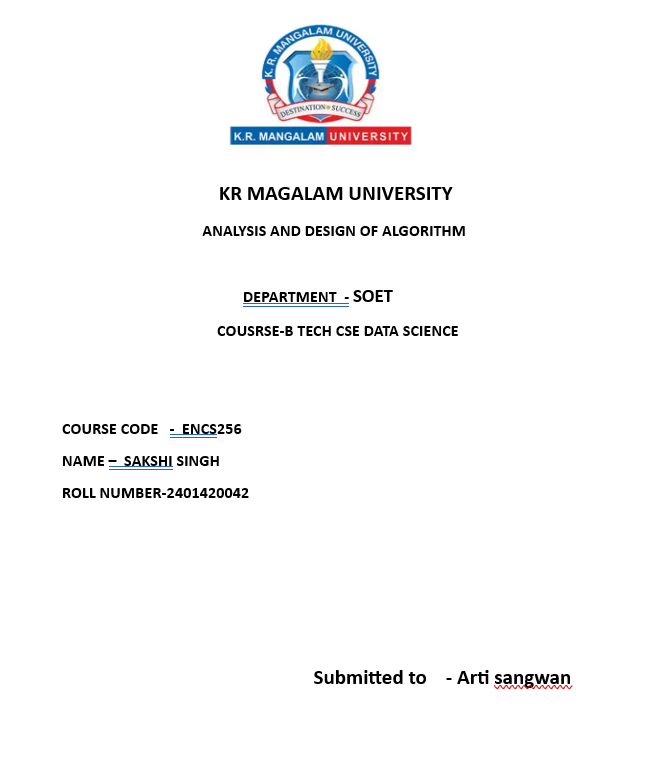 K. R. MANGALAM UNIVERSITY
DESTINATION SUCCESS
K.R. MANGALAM UNIVERSITY
KR MAGALAM UNIVERSITY
ANALYSIS AND DESIGN OF ALGORITHM
DEPARTMENT - SOET
COUSRSE-B TECH CSE DATA SCIENCE
COURSE CODE - ENCS256
NAME – SAKSHI SINGH
ROLL NUMBER-2401420042
Submitted to - Arti sangwan